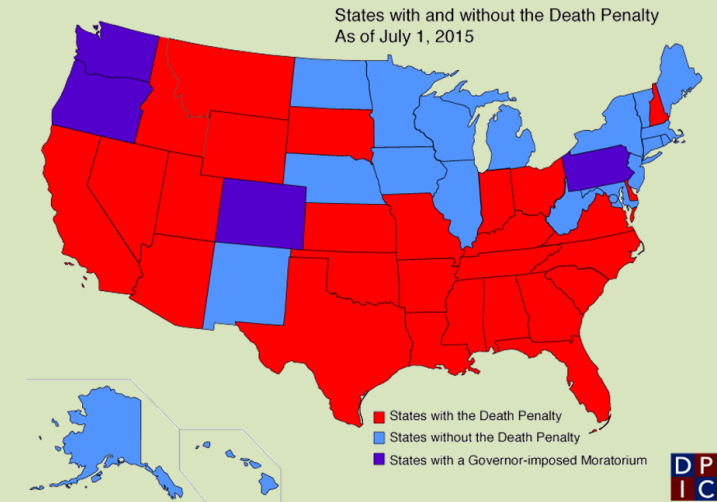 States with and without the Death Penalty
As of July 1, 2015
States with the Death Penalty
States without the Death Penalty
States with a Governor-imposed Moratorium
D P
I C